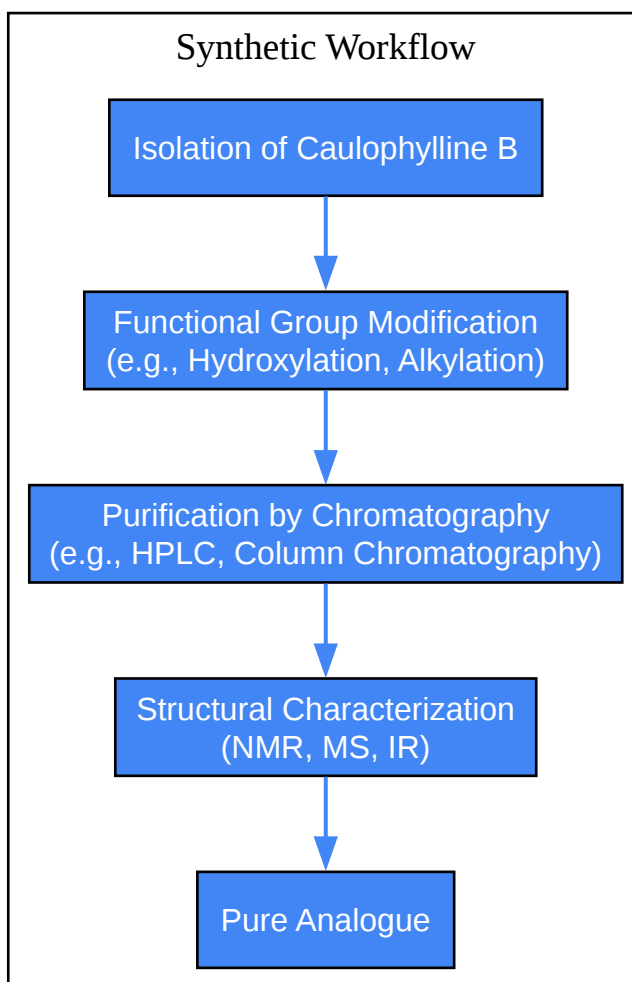 Synthetic Workflow
Isolation of Caulophylline B
Functional Group Modification
(e.g., Hydroxylation, Alkylation)
Purification by Chromatography
(e.g., HPLC, Column Chromatography)
Structural Characterization
(NMR, MS, IR)
Pure Analogue